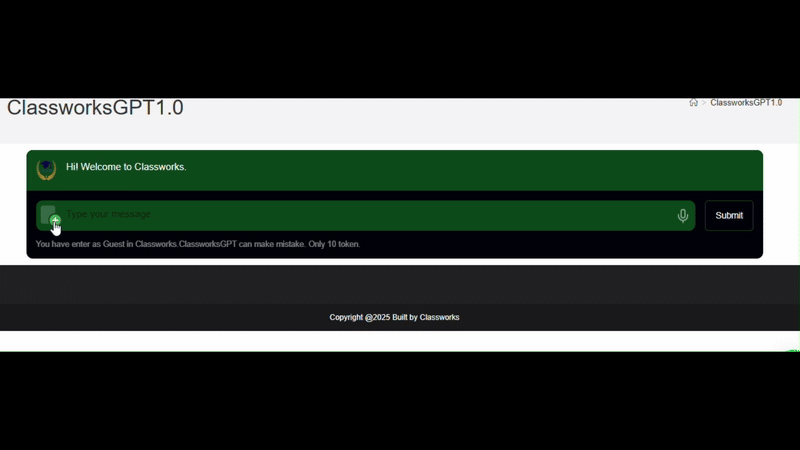 ClassworksGPT1.0
> ClassworksGPT1.0
Hi! Welcome to Classworks.
Type your message
Submit
You have enter as Guest in Classworks.ClassworksGPT can make mistake. Only 10 token.
Copyright @2025 Built by Classworks